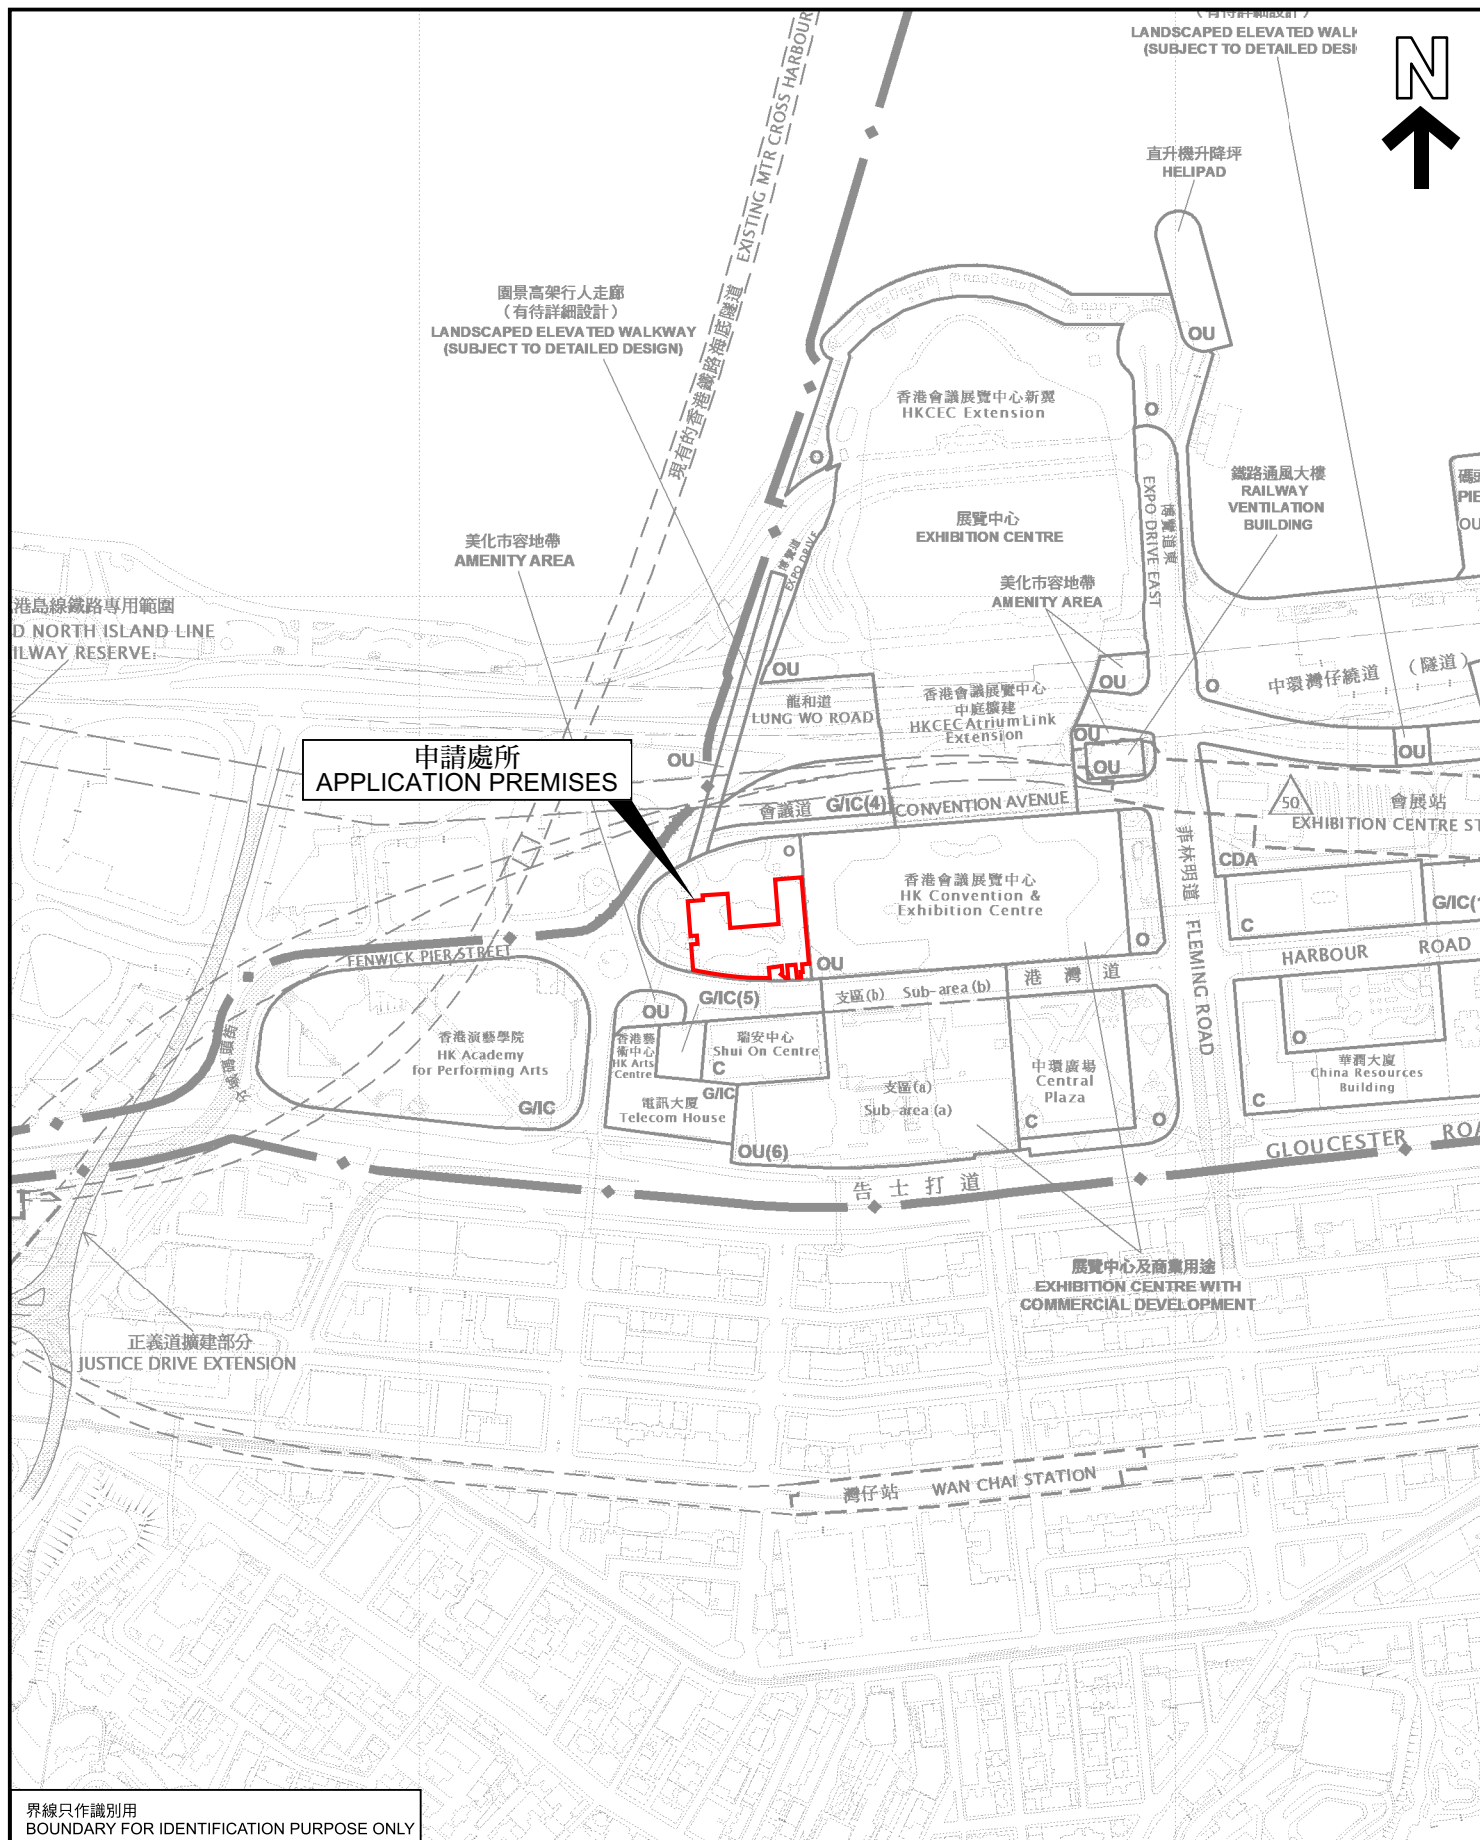 LANDSCAPED ELEVATED WALK
(SUBJECT TO DETAILED DESI
N
直升機升降坪
HELIPAD
EXISTING MTR CROSS HARBOUR
現有的香港鐵路海底隧道
園景高架行人走廊
（有待詳細設計）
LANDSCAPED ELEVATED WALKWAY
(SUBJECT TO DETAILED DESIGN)
OU
香港會議展覽中心新翼
HKCEC Extension
O
O
鐵路通風大樓
RAILWAY
VENTILATION
BUILDING
碼頭
PIE
OU
展覽中心
EXHIBITION CENTRE
博覽道東
EXPO DRIVE EAST
博覽道
EXPO DRIVE
美化市容地帶
AMENITY AREA
美化市容地帶
AMENITY AREA
港島線鐵路專用範圍
D NORTH ISLAND LINE
ILWAY RESERVE
OU
OU
O
中環灣仔繞道 （隧道）
龍和道
LUNG WO ROAD
香港會議展覽中心
中庭擴建
HKCEC Atrium Link
Extension
OU
OU
OU
OU
申請處所
APPLICATION PREMISES
會議道
G/IC(4)
CONVENTION AVENUE
50
會展站
EXHIBITION CENTRE ST
O
CDA
香港會議展覽中心
HK Convention &
Exhibition Centre
菲林明道
FLEMING ROAD
G/IC(1
C
O
HARBOUR ROAD
FENWICK PIER STREET
OU
港灣道
支區(b) Sub-area (b)
G/IC(5)
OU
分域碼頭街
香港演藝學院
HK Academy
for Performing Arts
G/IC
香港藝
術中心
HK Arts
Centre
瑞安中心
Shui On Centre
C
G/IC
電訊大廈
Telecom House
支區(a)
Sub-area (a)
中環廣場
Central
Plaza
C
O
O
華潤大廈
China Resources
Building
C
OU(6)
GLOUCESTER ROA
告士打道
展覽中心及商業用途
EXHIBITION CENTRE WITH
COMMERCIAL DEVELOPMENT
正義道擴建部分
JUSTICE DRIVE EXTENSION
灣仔站 WAN CHAI STATION
界線只作識別用
BOUNDARY FOR IDENTIFICATION PURPOSE ONLY